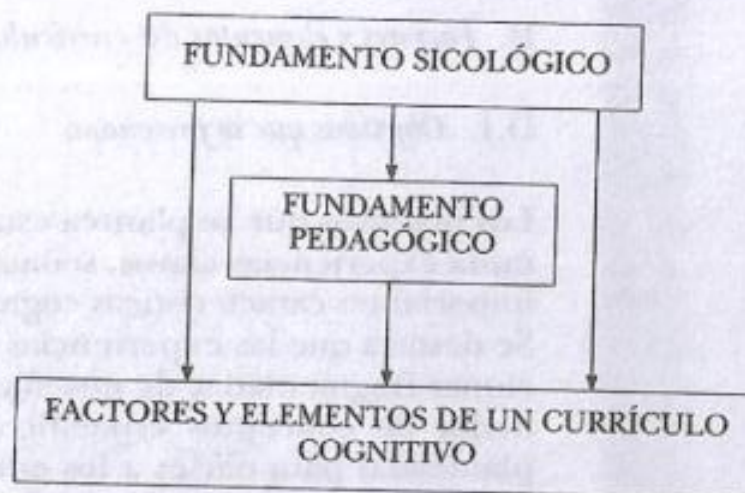 FUNDAMENTO SICOLÓGICO
FUNDAMENTO
PEDAGÓGICO
FACTORES Y ELEMENTOS DE UN CURRÍCULO
COGNITIVO